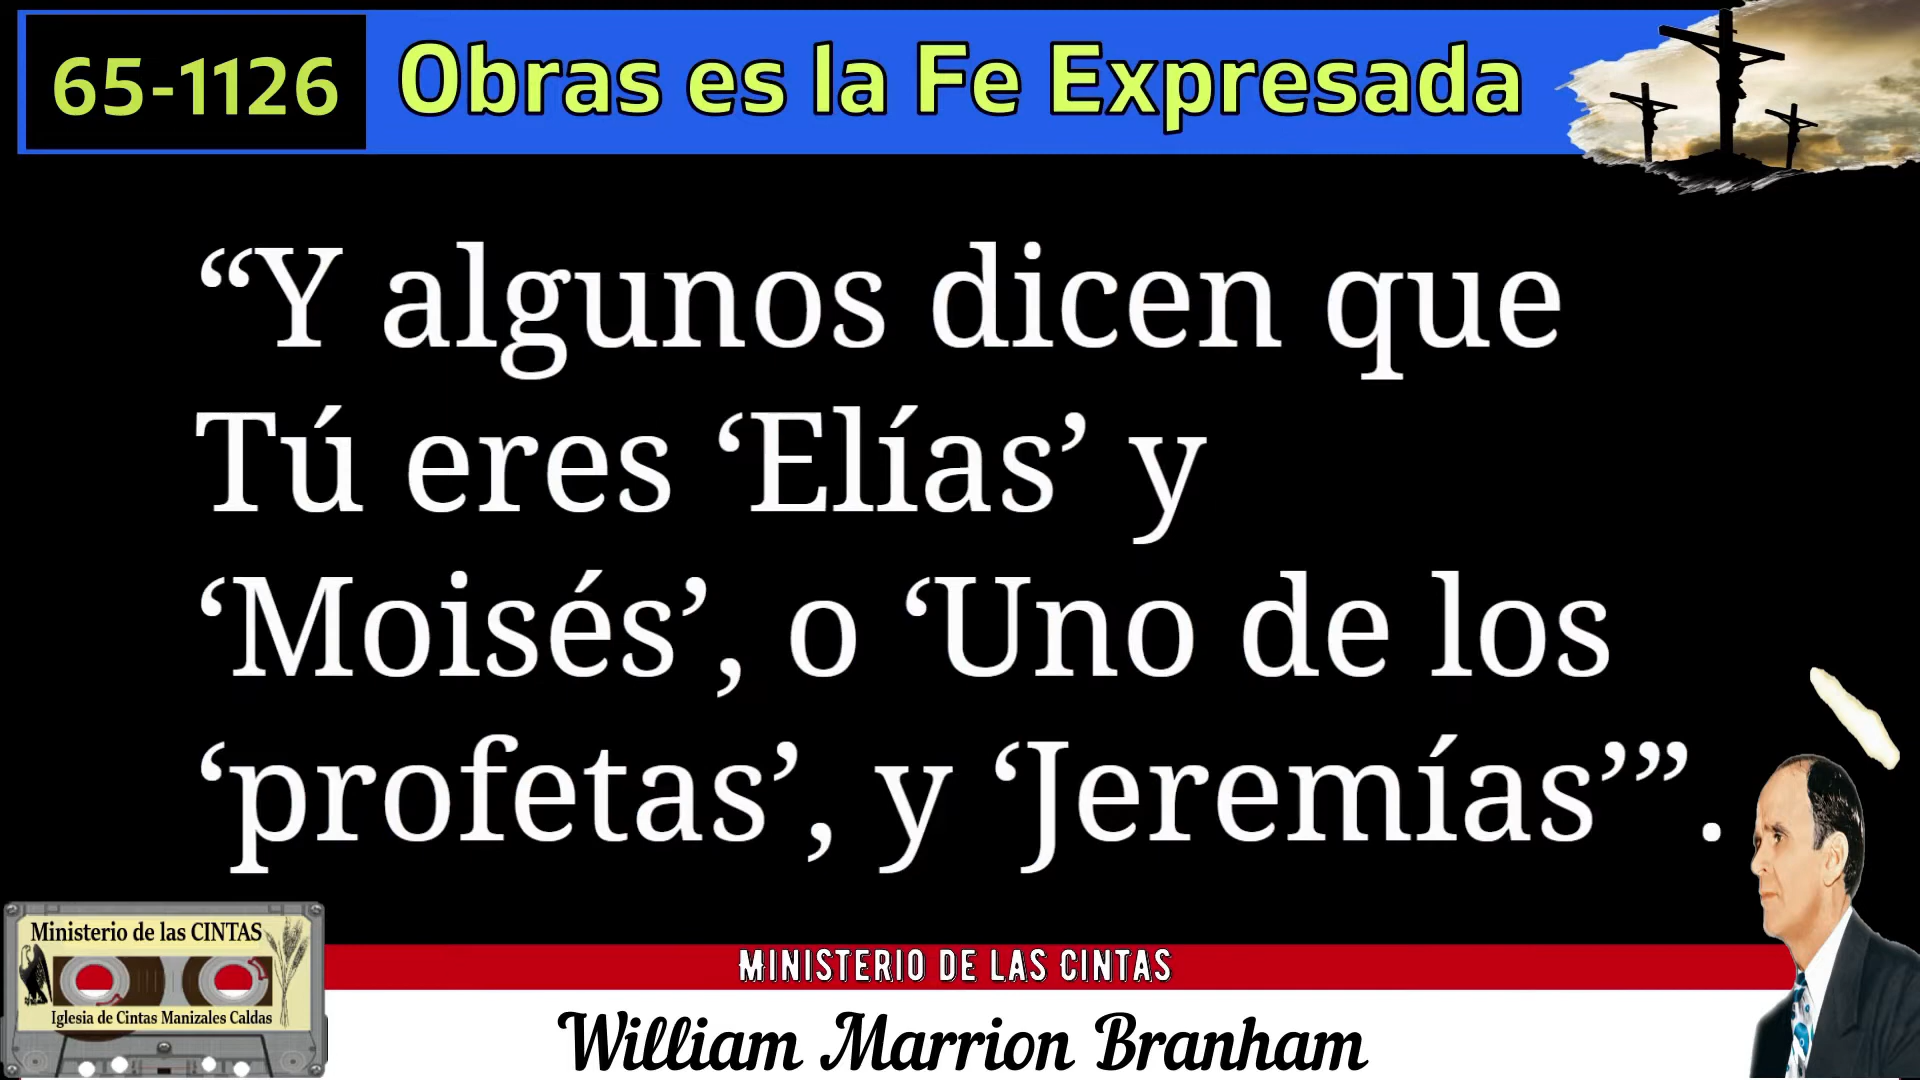 65-1126
Obras es la Fe Expresada
“Y algunos dicen que
Tú eres ‘Elías’ y
‘Moisés’, o ‘Uno de los
‘profetas’, y ‘Jeremías’”.
Ministerio de las CINTAS
Iglesia de Cintas Manizales Caldas
MINISTERIO DE LAS CINTAS
William Marrion Branham